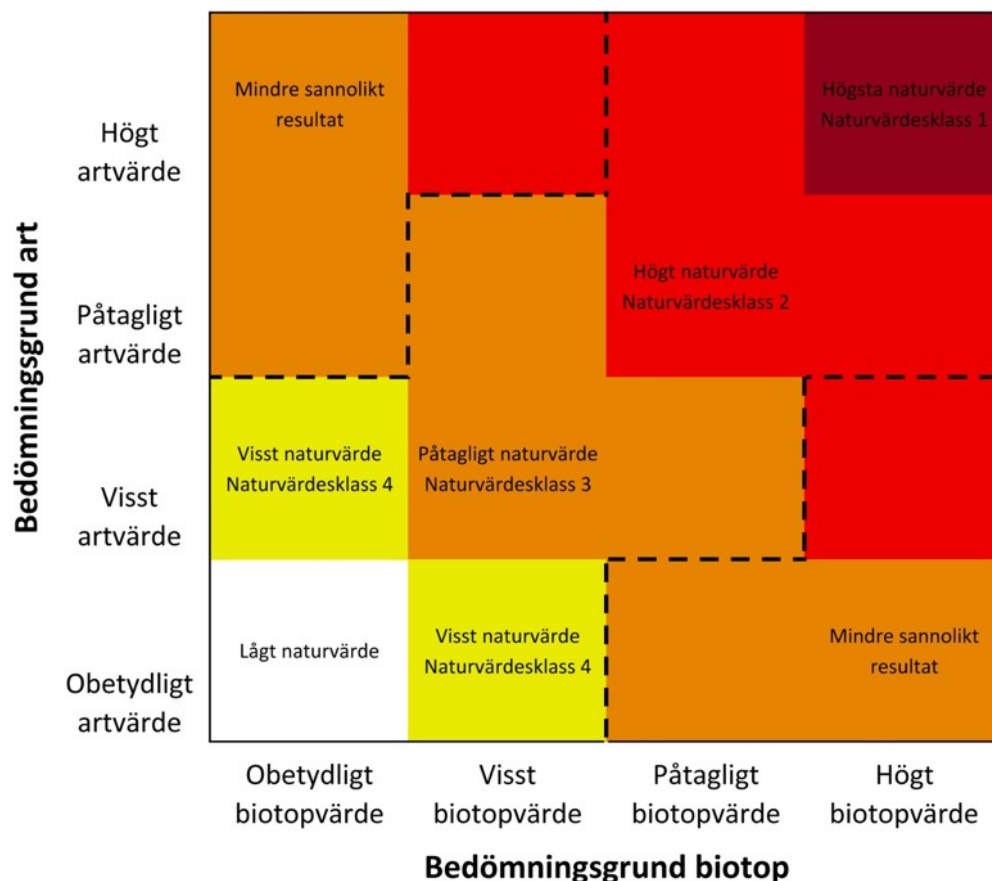 Bedömningsgrund art
Högt
artvärde
Påtagligt
artvärde
Visst
artvärde
Obetydligt
artvärde
Mindre sannolikt
resultat
Högsta naturvärde
Naturvärdesklass 1
Högt naturvärde
Naturvärdesklass 2
Visst naturvärde
Naturvärdesklass 4
Påtagligt naturvärde
Naturvärdesklass 3
Lågt naturvärde
Visst naturvärde
Naturvärdesklass 4
Mindre sannolikt
resultat
Obetydligt
biotopvärde
Visst
biotopvärde
Påtagligt
biotopvärde
Högt
biotopvärde
Bedömningsgrund biotop